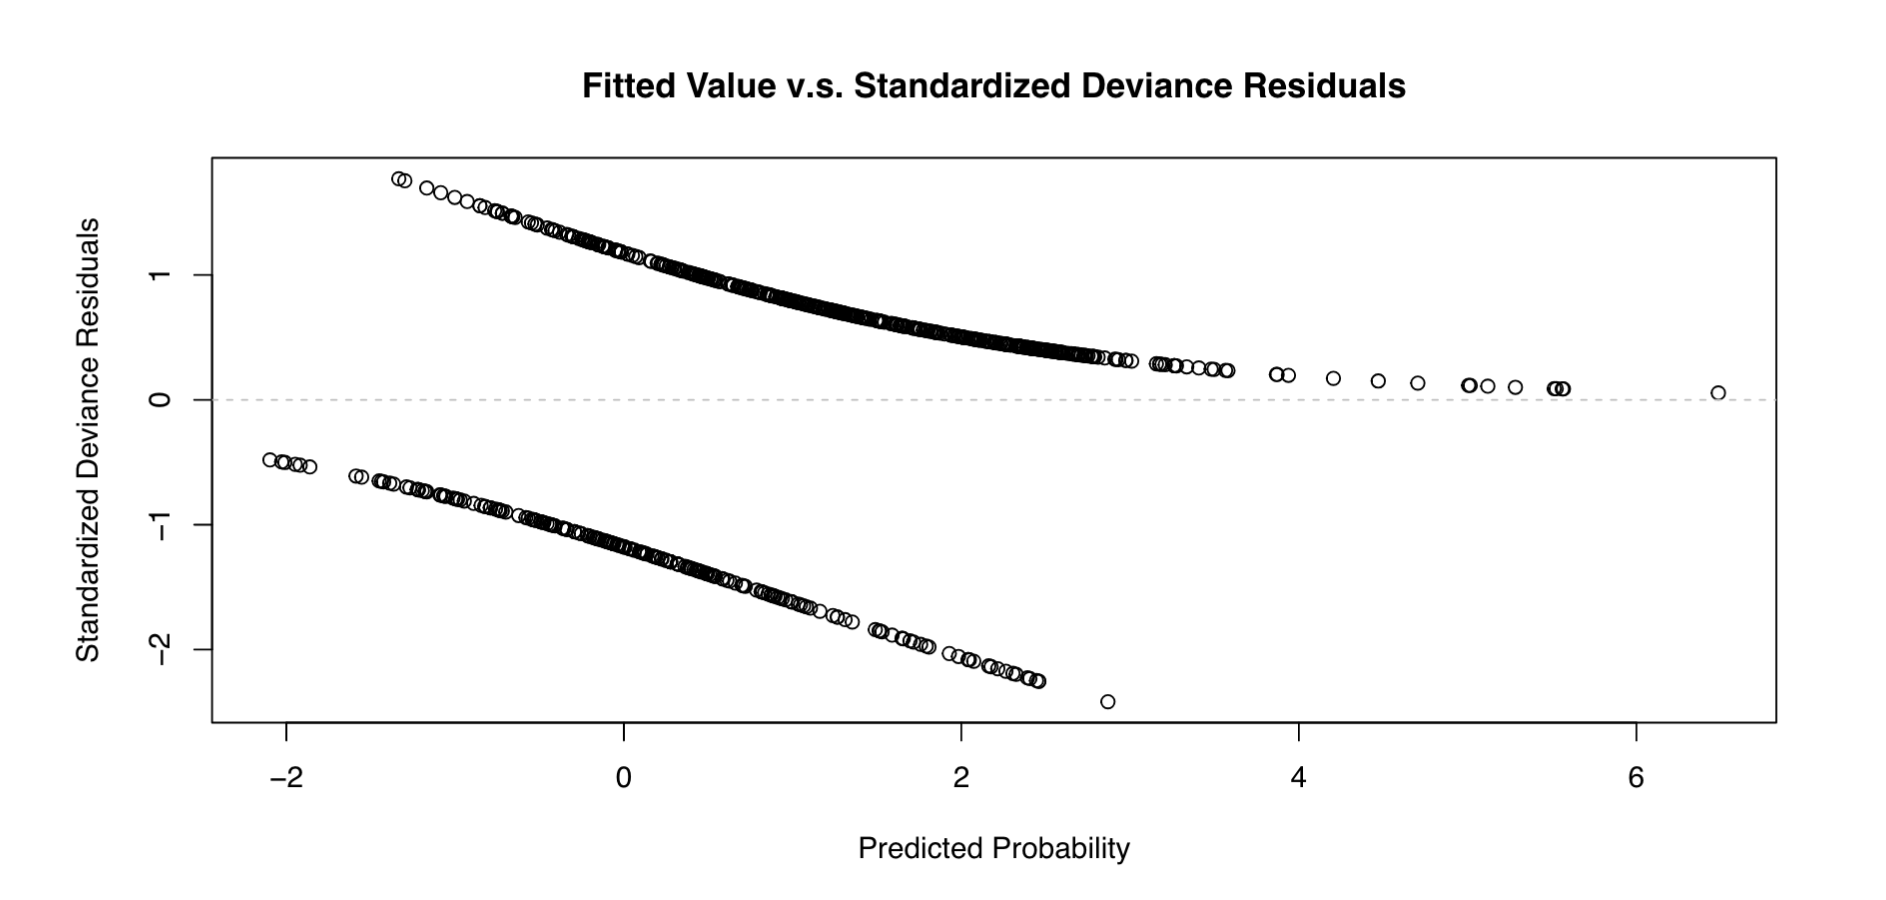 Fitted Value v.s. Standardized Deviance Residuals
Standardized Deviance Residuals
1
0
−1
−2
−2 0 2 4 6
Predicted Probability